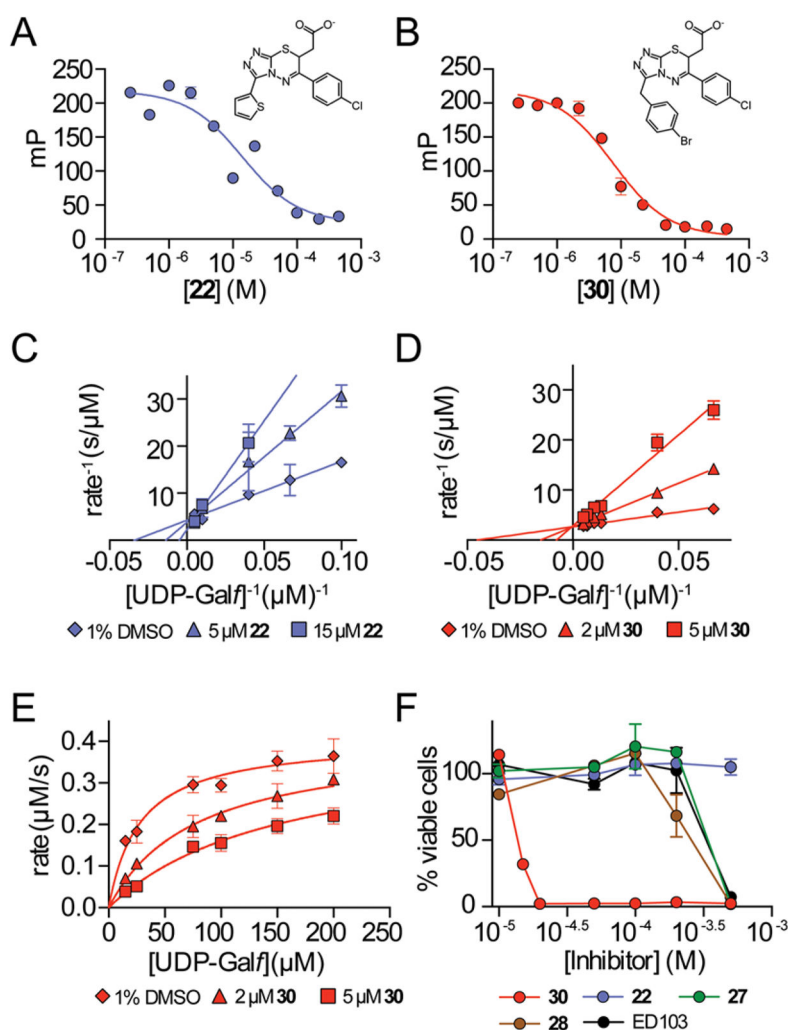 A
B
O O⁻
N N S
N N
S
Cl
O O⁻
N N S
N N
Cl
Br
250
200
150
100
50
0
mP
10⁻⁷ 10⁻⁶ 10⁻⁵ 10⁻⁴ 10⁻³
[22] (M)
250
200
150
100
50
0
mP
10⁻⁷ 10⁻⁶ 10⁻⁵ 10⁻⁴ 10⁻³
[30] (M)
C
D
rate⁻¹ (s/µM)
30
20
10
-0.05 0.00 0.05 0.10
[UDP-Galf]⁻¹(µM)⁻¹
1% DMSO 5 µM 22 15 µM 22
rate⁻¹ (s/µM)
30
20
10
-0.05 0.00 0.05
[UDP-Galf]⁻¹(µM)⁻¹
1% DMSO 2 µM 30 5 µM 30
E
F
rate (µM/s)
0.4
0.3
0.2
0.1
0.0
0 50 100 150 200 250
[UDP-Galf](µM)
1% DMSO 2 µM 30 5 µM 30
% viable cells
100
50
0
10⁻⁵ 10⁻⁴·⁵ 10⁻⁴ 10⁻³·⁵ 10⁻³
[Inhibitor] (M)
30 22 27
28 ED103